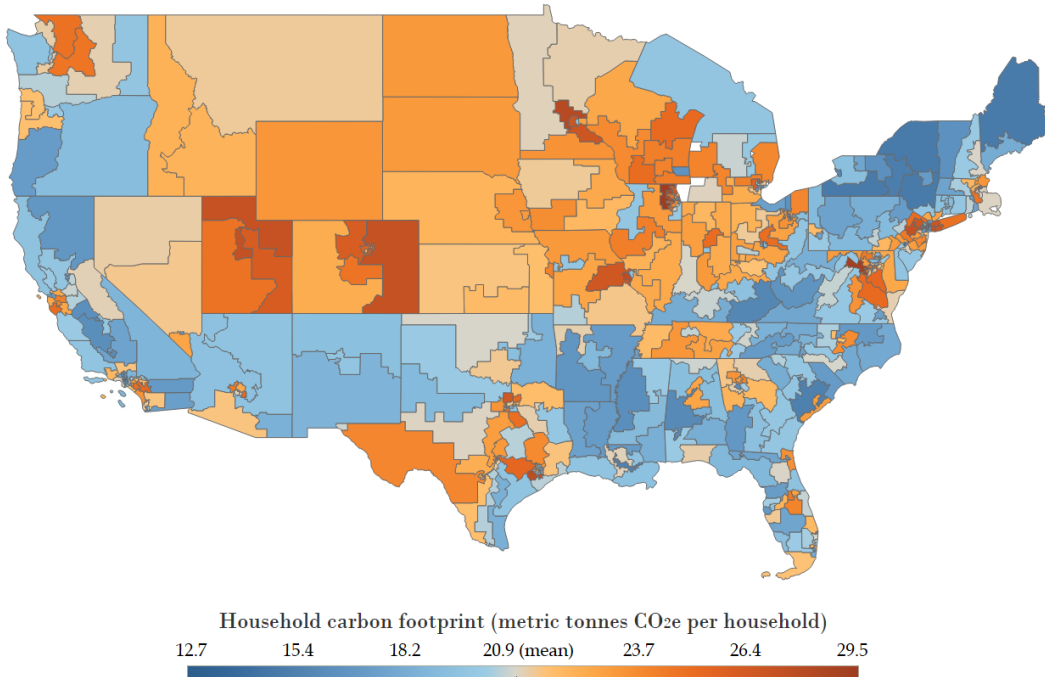 Household carbon footprint (metric tonnes CO2e per household)
12.7 15.4 18.2 20.9 (mean) 23.7 26.4 29.5